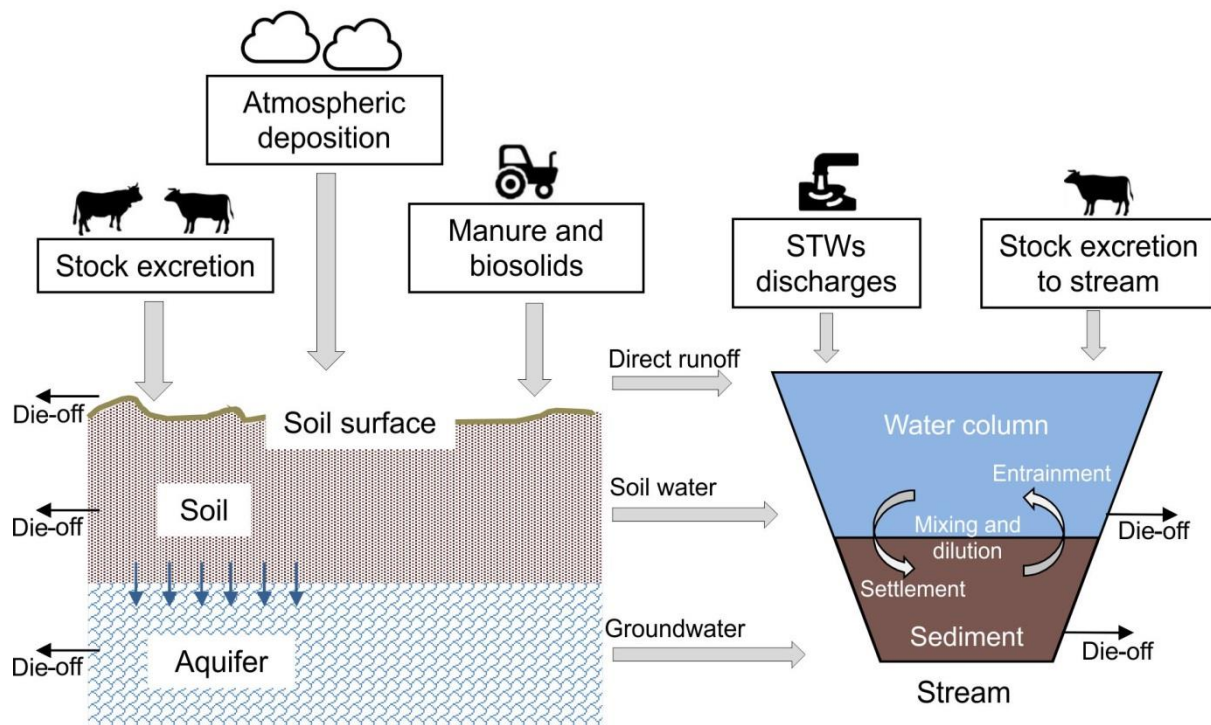 Atmospheric
deposition
Stock excretion
Manure and
biosolids
STWs
discharges
Stock excretion
to stream
Direct runoff
Die-off
Soil surface
Water column
Entrainment
Soil water
Die-off
Soil
Mixing and
dilution
Die-off
Settlement
Groundwater
Die-off
Aquifer
Sediment
Die-off
Stream